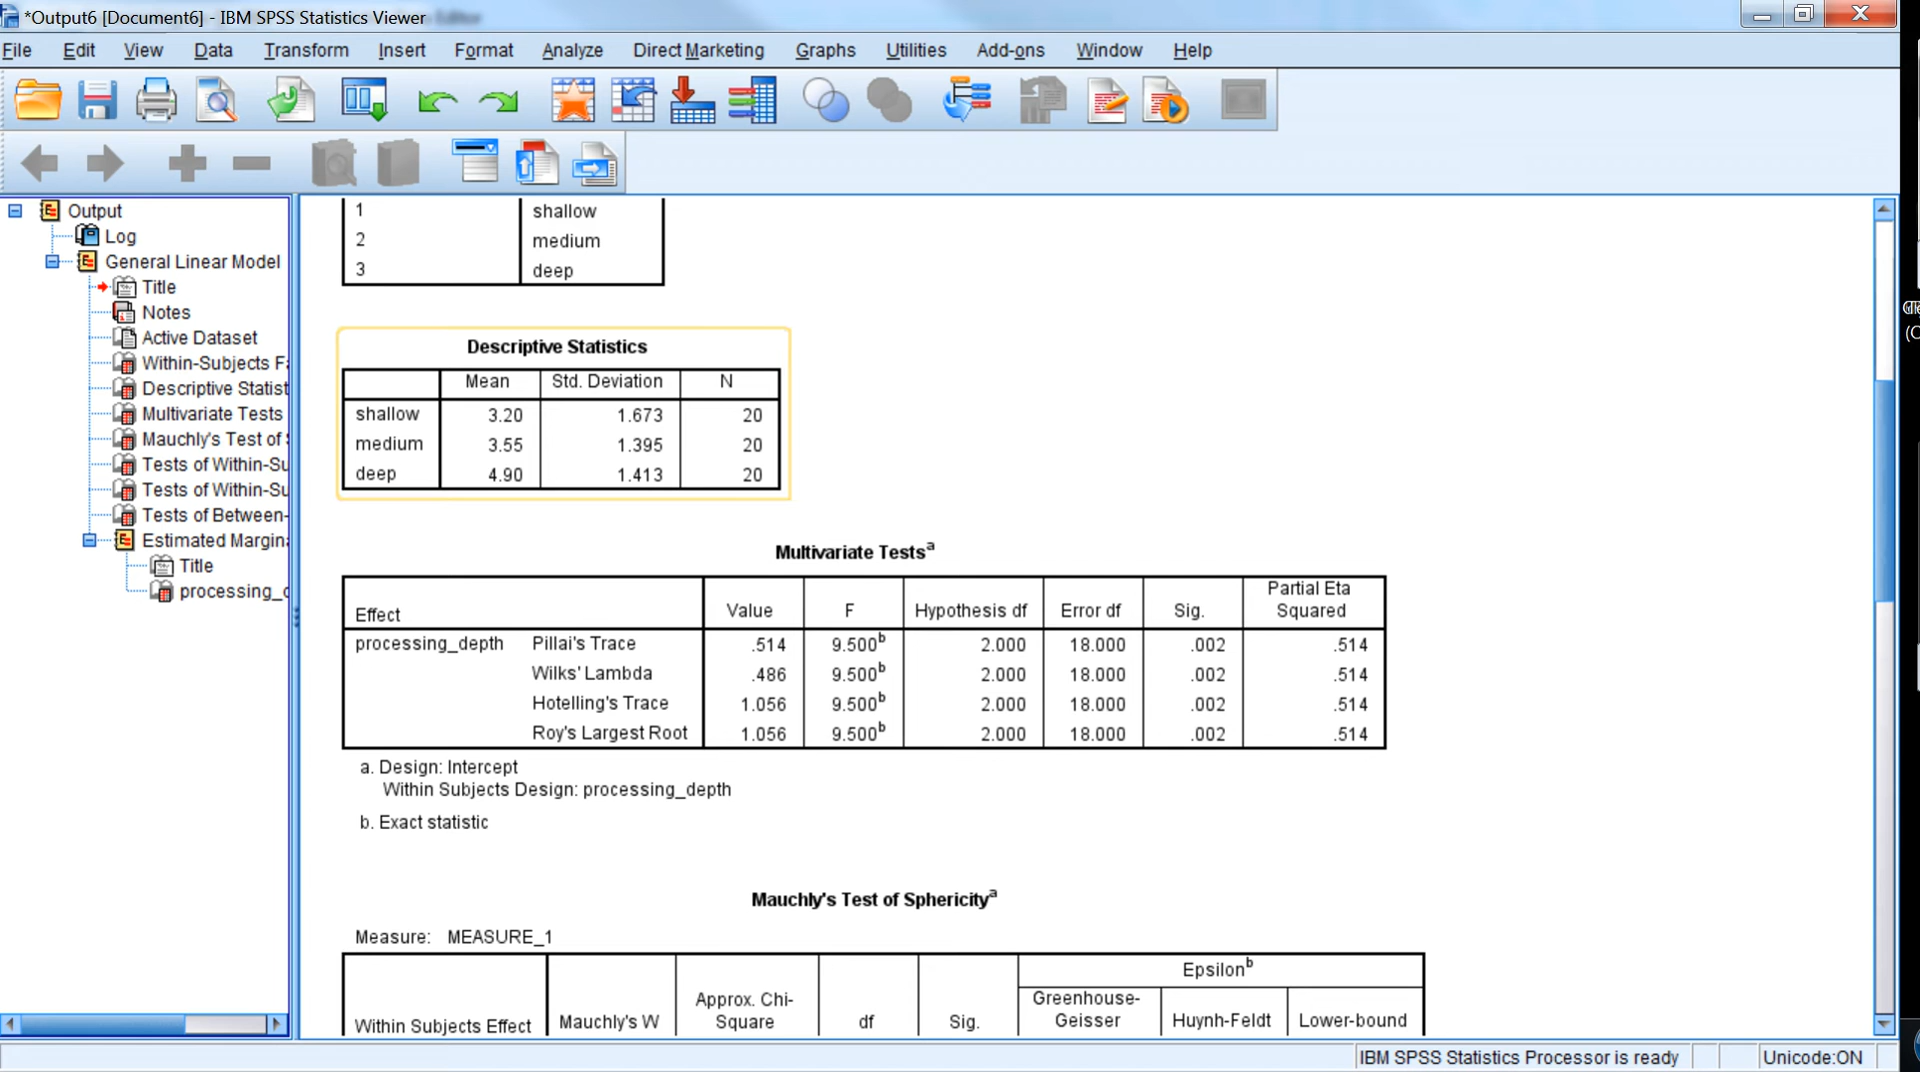 *Output6 [Document6] - IBM SPSS Statistics Viewer
File Edit View Data Transform Insert Format Analyze Direct Marketing Graphs Utilities Add-ons Window Help
Output
Log
General Linear Model
Title
Notes
Active Dataset
Within-Subjects Fa
Descriptive Statist
Multivariate Tests
Mauchly's Test of
Tests of Within-Su
Tests of Within-Su
Tests of Between-
Estimated Margin
Title
processing_
1 shallow
2 medium
3 deep
Descriptive Statistics
Mean Std. Deviation N
shallow 3.20 1.673 20
medium 3.55 1.395 20
deep 4.90 1.413 20
Multivariate Testsa
Effect Value F Hypothesis df Error df Sig. Partial Eta Squared
processing_depth Pillai's Trace .514 9.500b 2.000 18.000 .002 .514
Wilks' Lambda .486 9.500b 2.000 18.000 .002 .514
Hotelling's Trace 1.056 9.500b 2.000 18.000 .002 .514
Roy's Largest Root 1.056 9.500b 2.000 18.000 .002 .514
a. Design: Intercept
Within Subjects Design: processing_depth
b. Exact statistic
Mauchly's Test of Sphericitya
Measure: MEASURE_1
Epsilonb
Within Subjects Effect Mauchly's W Approx. Chi-Square df Sig. Greenhouse-Geisser Huynh-Feldt Lower-bound
IBM SPSS Statistics Processor is ready Unicode:ON